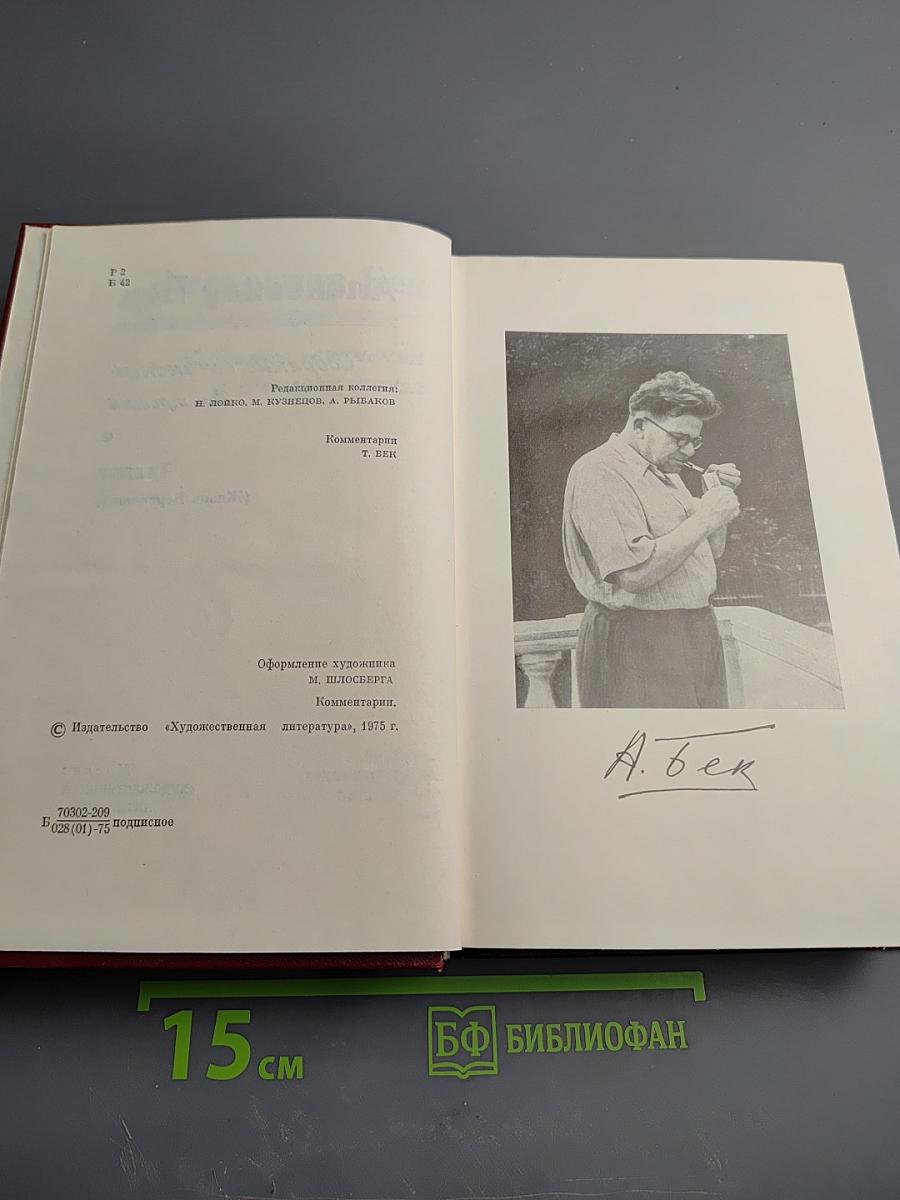 Р 2
Б 42
Редакционная коллегия:
Н. ЛОЙКО, М. КУЗНЕЦОВ, А. РЫБАКОВ
Комментарии
Т. БЕК
Оформление художника
М. ШЛОСБЕРГА
Комментарии.
© Издательство «Художественная литература», 1975 г.
70302-209
Б 028(01)-75 подписное
А. Бек
15 см
БФ БИБЛИОФАН